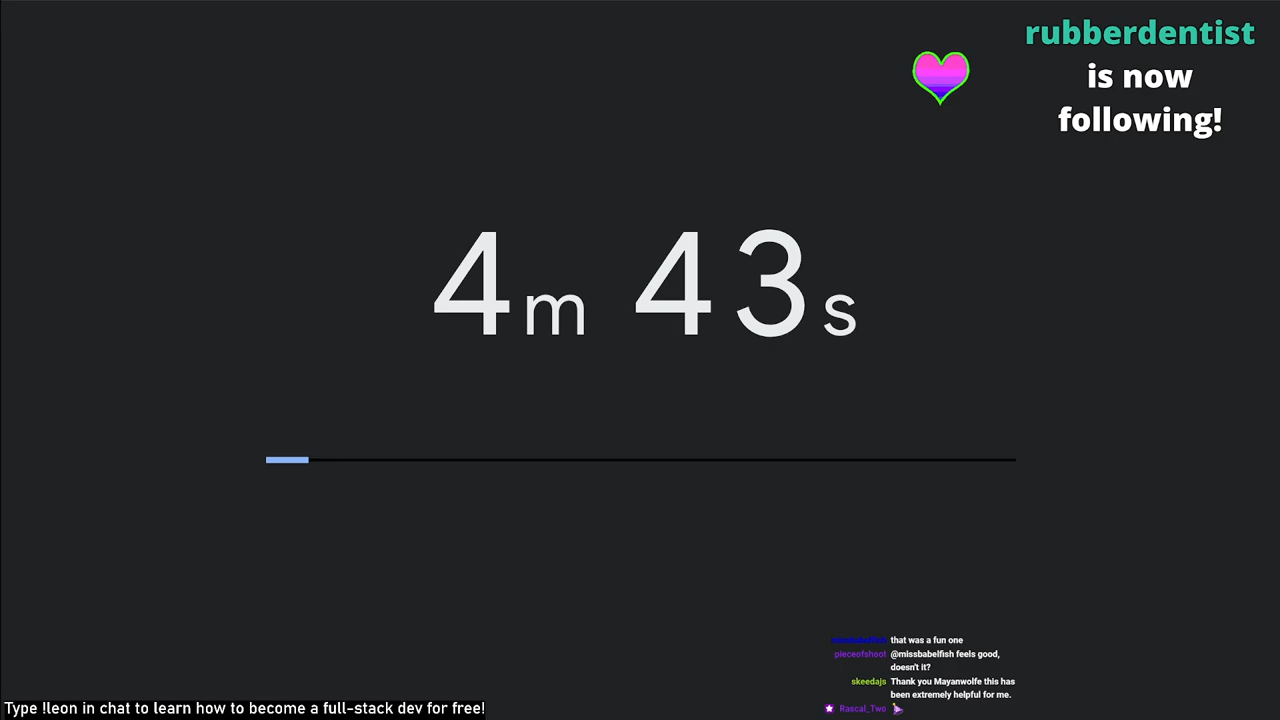 rubberdentist
is now
following!
4m 43s
missbabelfish that was a fun one
pieceofshoot @missbabelfish feels good,
doesn't it?
skeedajs Thank you Mayanwolfe this has
been extremely helpful for me.
Rascal_Two
Type !leon in chat to learn how to become a full-stack dev for free!